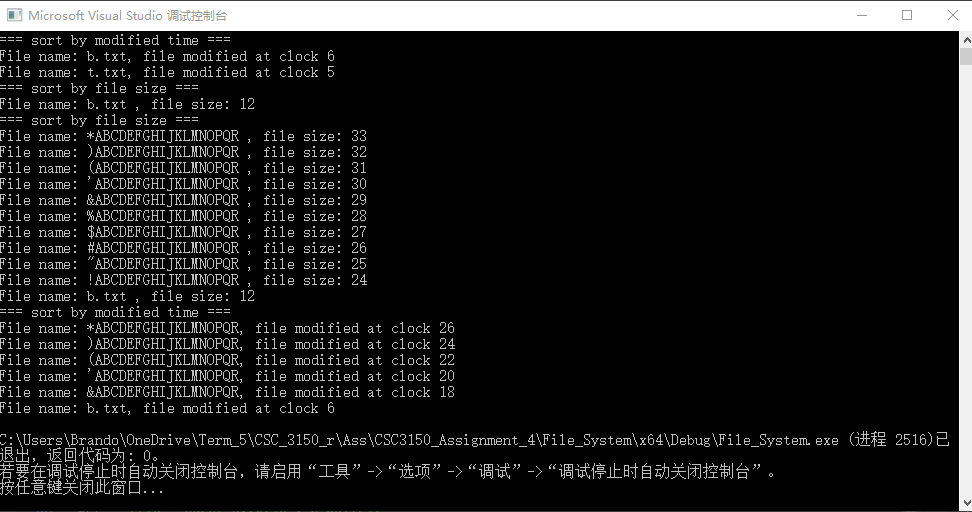 Microsoft Visual Studio 调试控制台
=== sort by modified time ===
File name: b.txt, file modified at clock 6
File name: t.txt, file modified at clock 5
=== sort by file size ===
File name: b.txt , file size: 12
=== sort by file size ===
File name: *ABCDEFGHIJKLMNOPQR , file size: 33
File name: )ABCDEFGHIJKLMNOPQR , file size: 32
File name: (ABCDEFGHIJKLMNOPQR , file size: 31
File name: 'ABCDEFGHIJKLMNOPQR , file size: 30
File name: &ABCDEFGHIJKLMNOPQR , file size: 29
File name: %ABCDEFGHIJKLMNOPQR , file size: 28
File name: $ABCDEFGHIJKLMNOPQR , file size: 27
File name: #ABCDEFGHIJKLMNOPQR , file size: 26
File name: "ABCDEFGHIJKLMNOPQR , file size: 25
File name: !ABCDEFGHIJKLMNOPQR , file size: 24
File name: b.txt , file size: 12
=== sort by modified time ===
File name: *ABCDEFGHIJKLMNOPQR, file modified at clock 26
File name: )ABCDEFGHIJKLMNOPQR, file modified at clock 24
File name: (ABCDEFGHIJKLMNOPQR, file modified at clock 22
File name: 'ABCDEFGHIJKLMNOPQR, file modified at clock 20
File name: &ABCDEFGHIJKLMNOPQR, file modified at clock 18
File name: b.txt, file modified at clock 6
C:\Users\Brando\OneDrive\Term_5\CSC_3150_r\Ass\CSC3150_Assignment_4\File_System\x64\Debug\File_System.exe (进程 2516)已
退出，返回代码为: 0。
若要在调试停止时自动关闭控制台，请启用“工具”->“选项”->“调试”->“调试停止时自动关闭控制台”。
按任意键关闭此窗口...